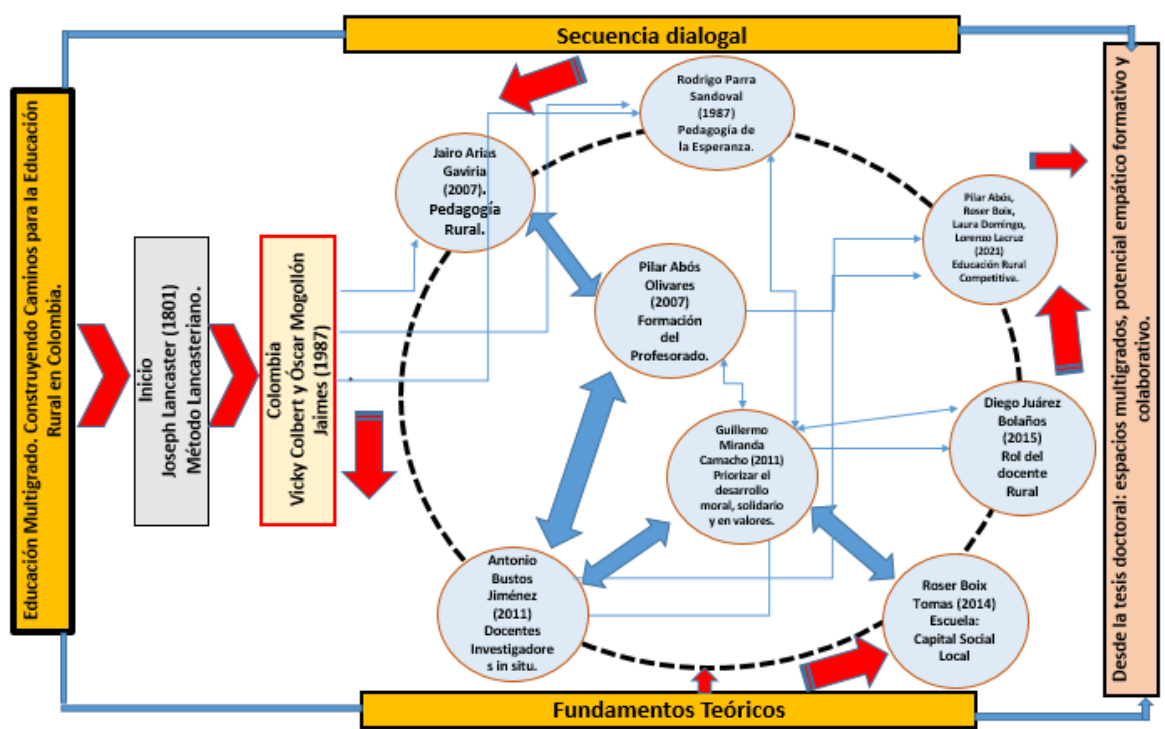 Secuencia dialogal
Educación Multigrado. Construyendo Caminos para la Educación
Rural en Colombia.
Inicio
Joseph Lancaster (1801)
Método Lancasteriano.
Colombia
Vicky Colbert y Óscar Mogollón
Jaimes (1987)
Rodrigo Parra
Sandoval
(1987)
Pedagogía de
la Esperanza.
Jairo Arias
Gaviria
(2007).
Pedagogía
Rural.
Pilar Abós
Olivares
(2007)
Formación
del
Profesorado.
Pilar Abós,
Roser Boix,
Laura Domingo,
Lorenzo Lacruz
(2021)
Educación Rural
Competitiva.
Guillermo
Miranda
Camacho (2011)
Priorizar el
desarrollo
moral, solidario
y en valores.
Diego Juárez
Bolaños
(2015)
Rol del
docente
Rural
Antonio
Bustos
Jiménez
(2011)
Docentes
Investigadore
s in situ.
Roser Boix
Tomas (2014)
Escuela:
Capital Social
Local
Desde la tesis doctoral: espacios multigrados, potencial empático formativo y
colaborativo.
Fundamentos Teóricos